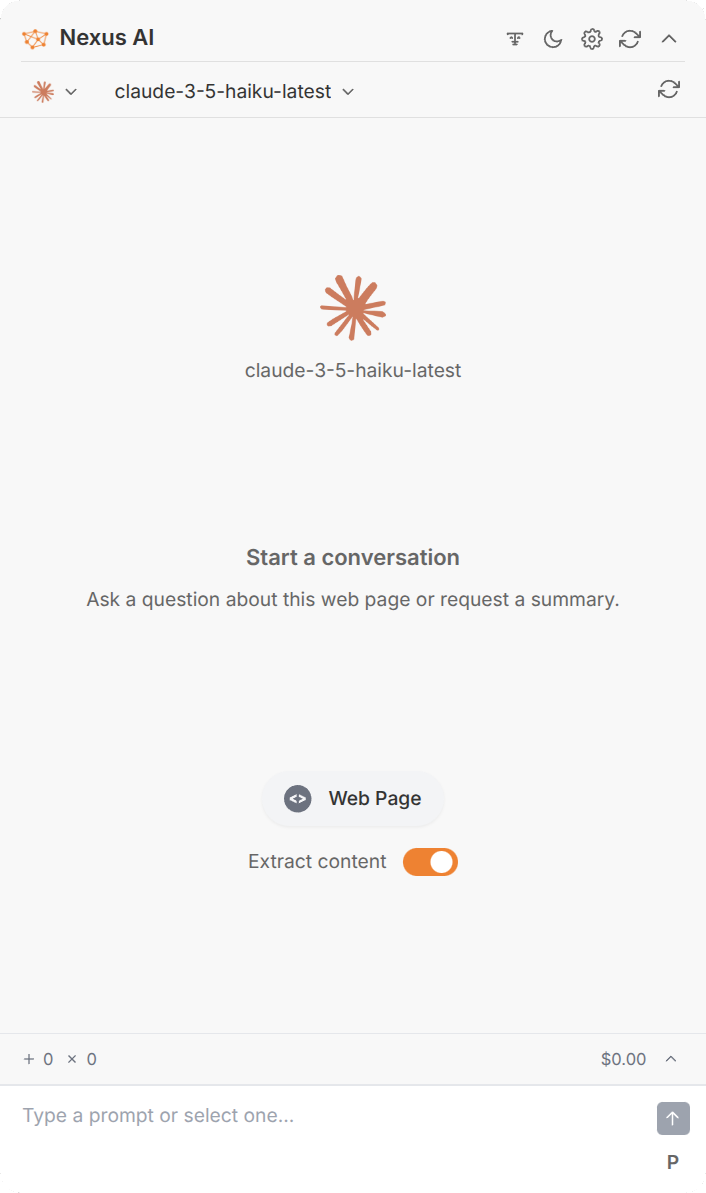 Nexus AI
claude-3-5-haiku-latest
claude-3-5-haiku-latest
Start a conversation
Ask a question about this web page or request a summary.
<> Web Page
Extract content
+ 0 × 0 $0.00
Type a prompt or select one...
P